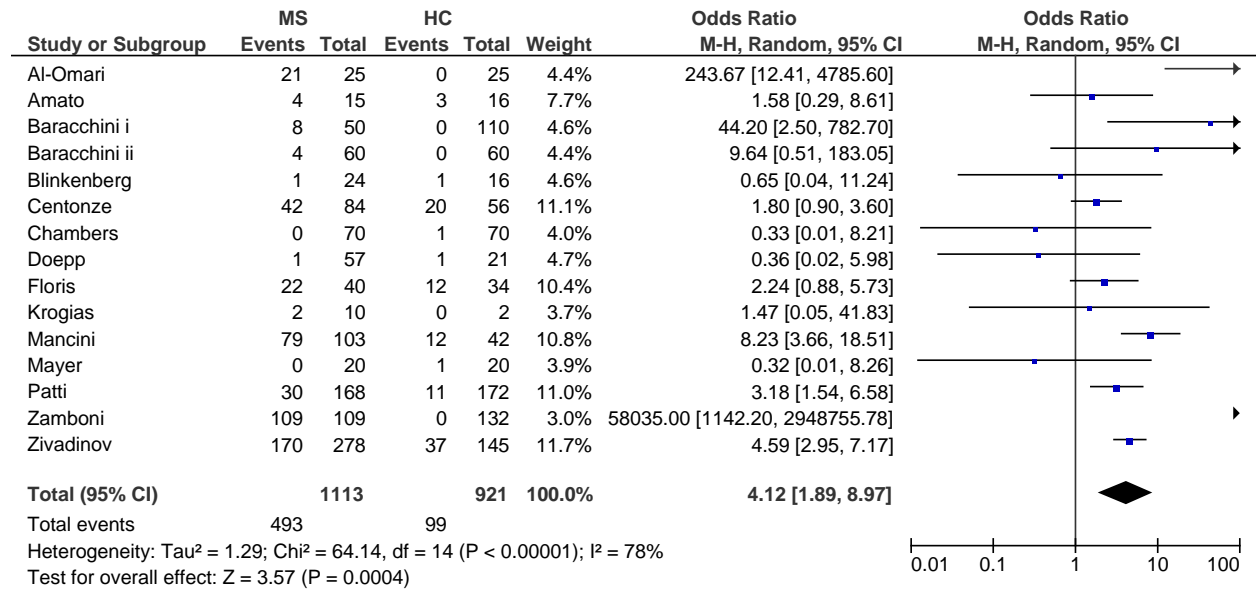 MS HC Odds Ratio Odds Ratio
Study or Subgroup Events Total Events Total Weight M-H, Random, 95% CI M-H, Random, 95% CI
Al-Omari 21 25 0 25 4.4% 243.67 [12.41, 4785.60]
Amato 4 15 3 16 7.7% 1.58 [0.29, 8.61]
Baracchini i 8 50 0 110 4.6% 44.20 [2.50, 782.70]
Baracchini ii 4 60 0 60 4.4% 9.64 [0.51, 183.05]
Blinkenberg 1 24 1 16 4.6% 0.65 [0.04, 11.24]
Centonze 42 84 20 56 11.1% 1.80 [0.90, 3.60]
Chambers 0 70 1 70 4.0% 0.33 [0.01, 8.21]
Doepp 1 57 1 21 4.7% 0.36 [0.02, 5.98]
Floris 22 40 12 34 10.4% 2.24 [0.88, 5.73]
Krogias 2 10 0 2 3.7% 1.47 [0.05, 41.83]
Mancini 79 103 12 42 10.8% 8.23 [3.66, 18.51]
Mayer 0 20 1 20 3.9% 0.32 [0.01, 8.26]
Patti 30 168 11 172 11.0% 3.18 [1.54, 6.58]
Zamboni 109 109 0 132 3.0% 58035.00 [1142.20, 2948755.78]
Zivadinov 170 278 37 145 11.7% 4.59 [2.95, 7.17]
Total (95% CI) 1113 921 100.0% 4.12 [1.89, 8.97]
Total events 493 99
Heterogeneity: Tau² = 1.29; Chi² = 64.14, df = 14 (P < 0.00001); I² = 78%
Test for overall effect: Z = 3.57 (P = 0.0004)
0.01 0.1 1 10 100